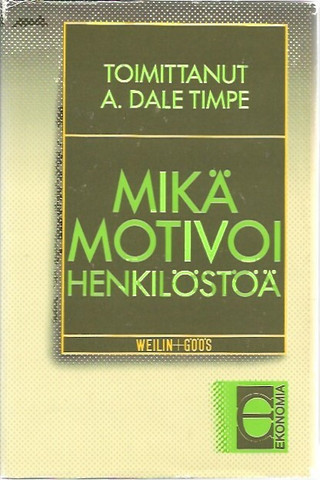 TOIMITTANUT
A. DALE TIMPE
MIKÄ
MOTIVOI
HENKILÖSTÖÄ
WEILIN+GÖÖS
e
EKONOMIA